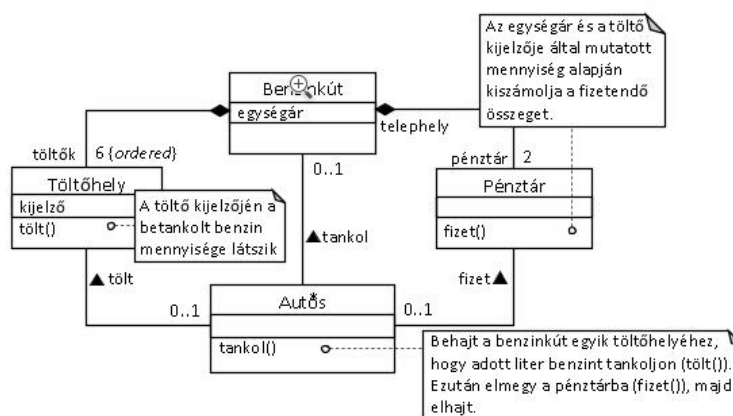 Az egységár és a töltő
kijelzője által mutatott
mennyiség alapján
kiszámolja a fizetendő
összeget.
Benzinkút
egységár
telephely
töltők
6 {ordered}
0..1
pénztár
2
Töltőhely
kijelző
tölt()
A töltő kijelzőjén a
betankolt benzin
mennyisége látszik
Pénztár
fizet()
▲tankol
▲ tölt
fizet▲
0..1
*
0..1
Autós
tankol()
Behajt a benzinkút egyik töltőhelyéhez,
hogy adott liter benzint tankoljon (tölt()).
Ezután elmegy a pénztárba (fizet()), majd
elhajt.